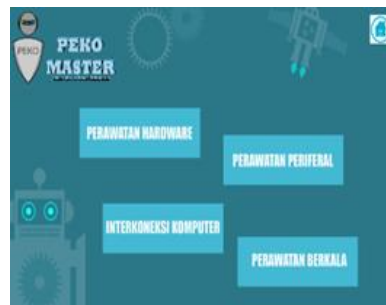 PEKO
PEKO
MASTER
PERAWATAN HARDWARE
PERAWATAN PERIFERAL
INTERKONEKSI KOMPUTER
PERAWATAN BERKALA